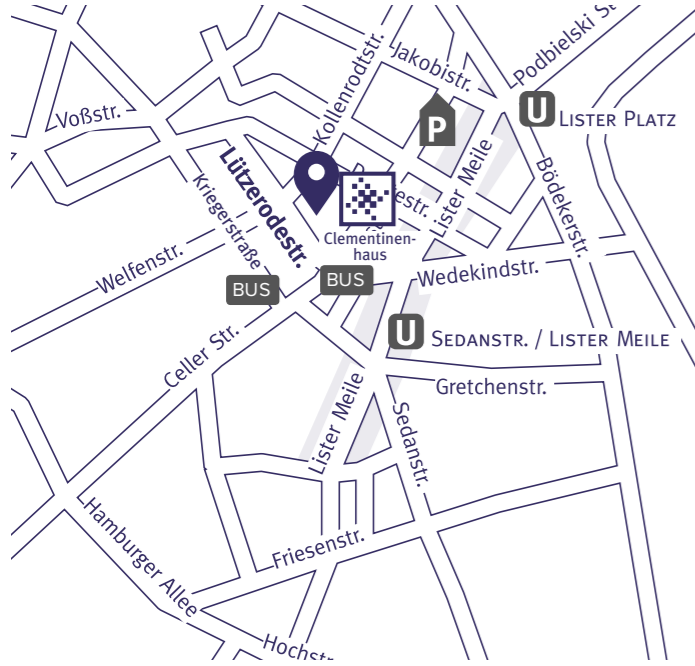 Podbielski St
Jakobistr.
Kollenrodtstr.
P
U LISTER PLATZ
Voßstr.
Lützerodestr.
Kriegerstraße
Lister Meile
Bödekerstr.
Clementinen-
haus
Welfenstr.
BUS
BUS
Wedekindstr.
Celler Str.
U SEDANSTR. / LISTER MEILE
Gretchenstr.
Lister Meile
Sedanstr.
Hamburger Allee
Friesenstr.
Hochstr.